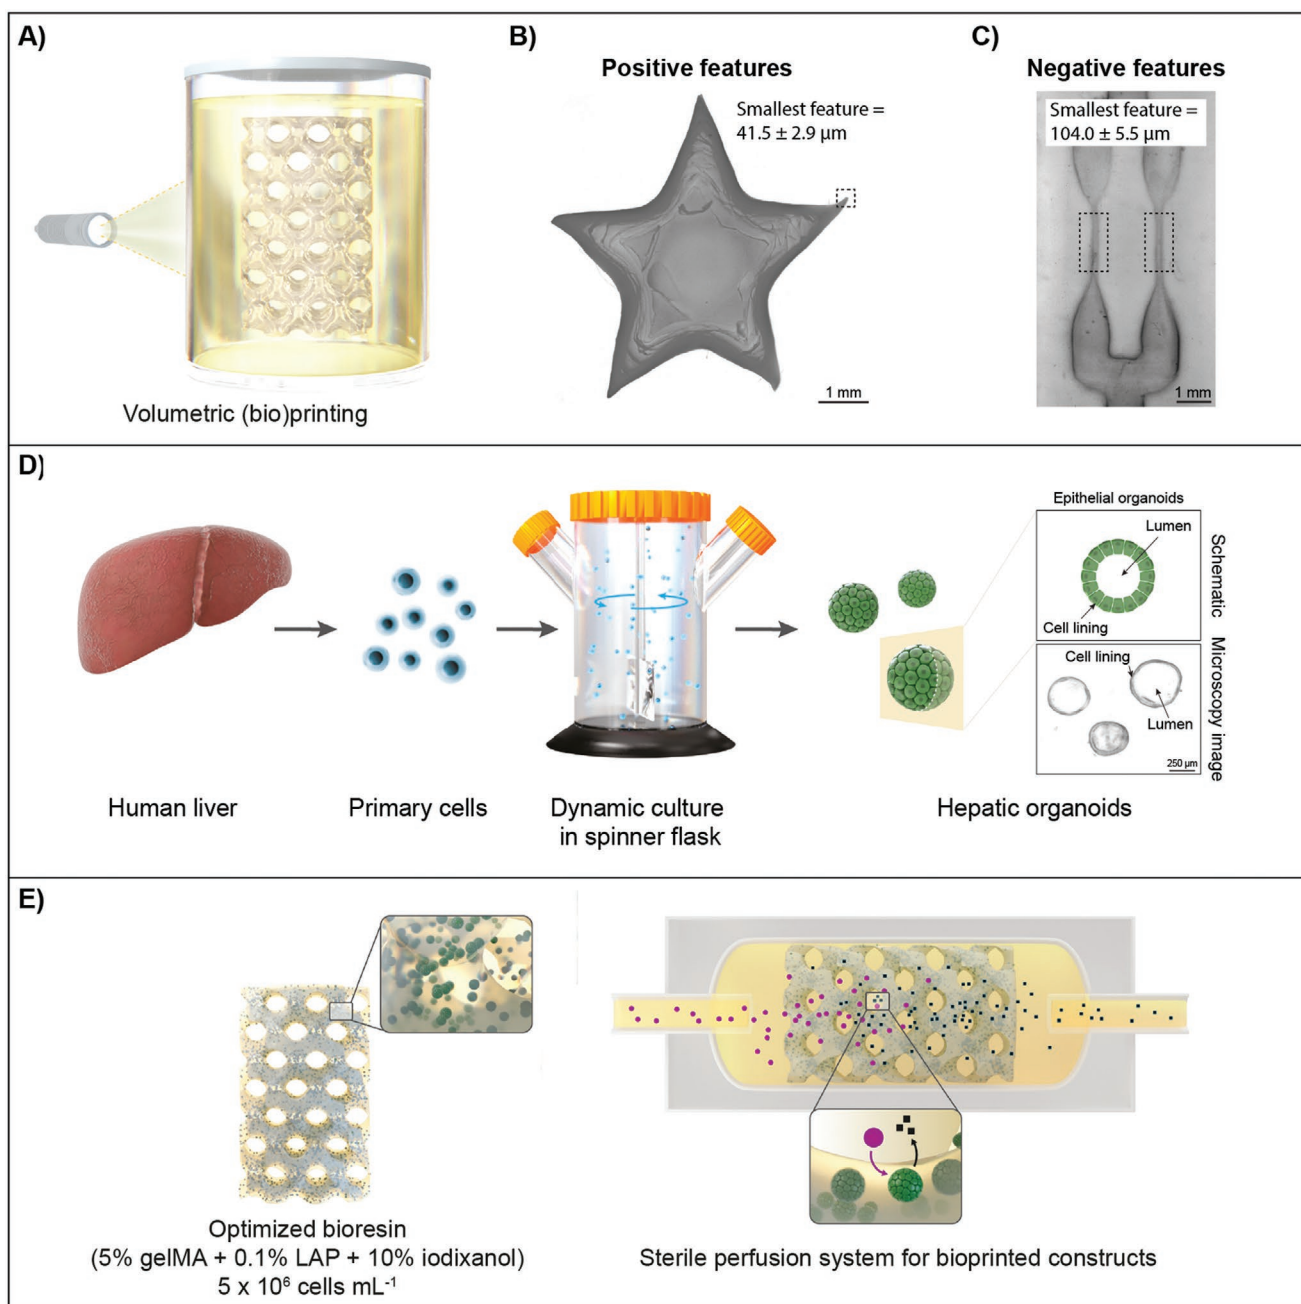 A)
Volumetric (bio)printing
B)
Positive features
Smallest feature =
41.5 ± 2.9 µm
1 mm
C)
Negative features
Smallest feature =
104.0 ± 5.5 µm
1 mm
D)
Human liver
Primary cells
Dynamic culture
in spinner flask
Hepatic organoids
Epithelial organoids
Lumen
Cell lining
Schematic
Cell lining
Lumen
250 µm
Microscopy image
E)
Optimized bioresin
(5% gelMA + 0.1% LAP + 10% iodixanol)
5 x 10⁶ cells mL⁻¹
Sterile perfusion system for bioprinted constructs